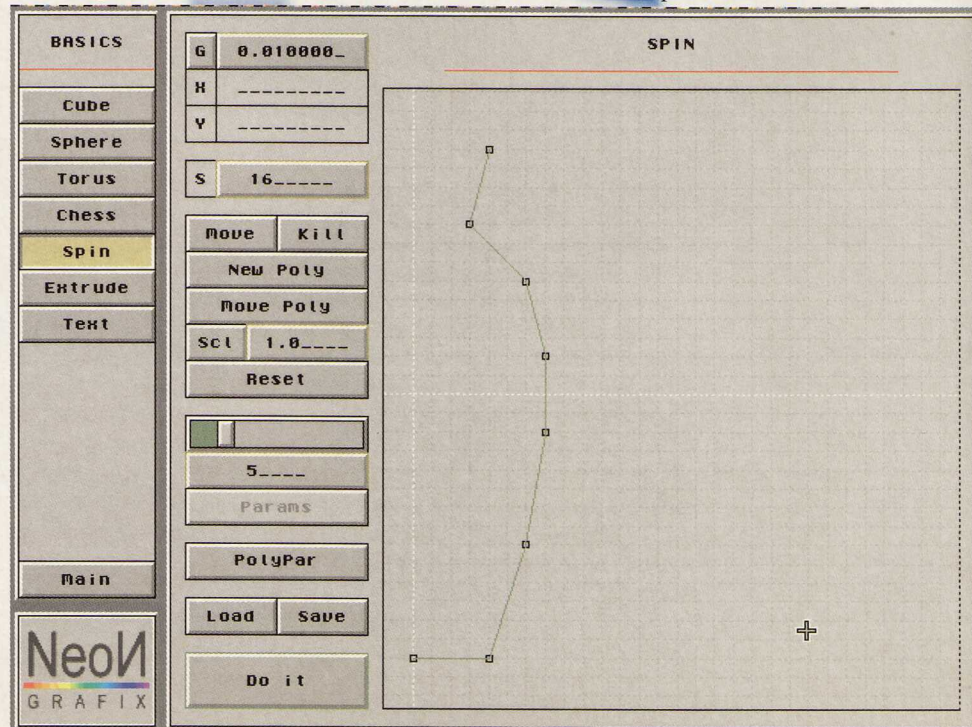 BASICS
Cube
Sphere
Torus
Chess
Spin
Extrude
Text
Main
NeoN
GRAFIX
G 0.010000_
X _________
Y _________
S 16_____
Move Kill
New Poly
Move Poly
Scl 1.0____
Reset
5____
Params
PolyPar
Load Save
Do it
SPIN